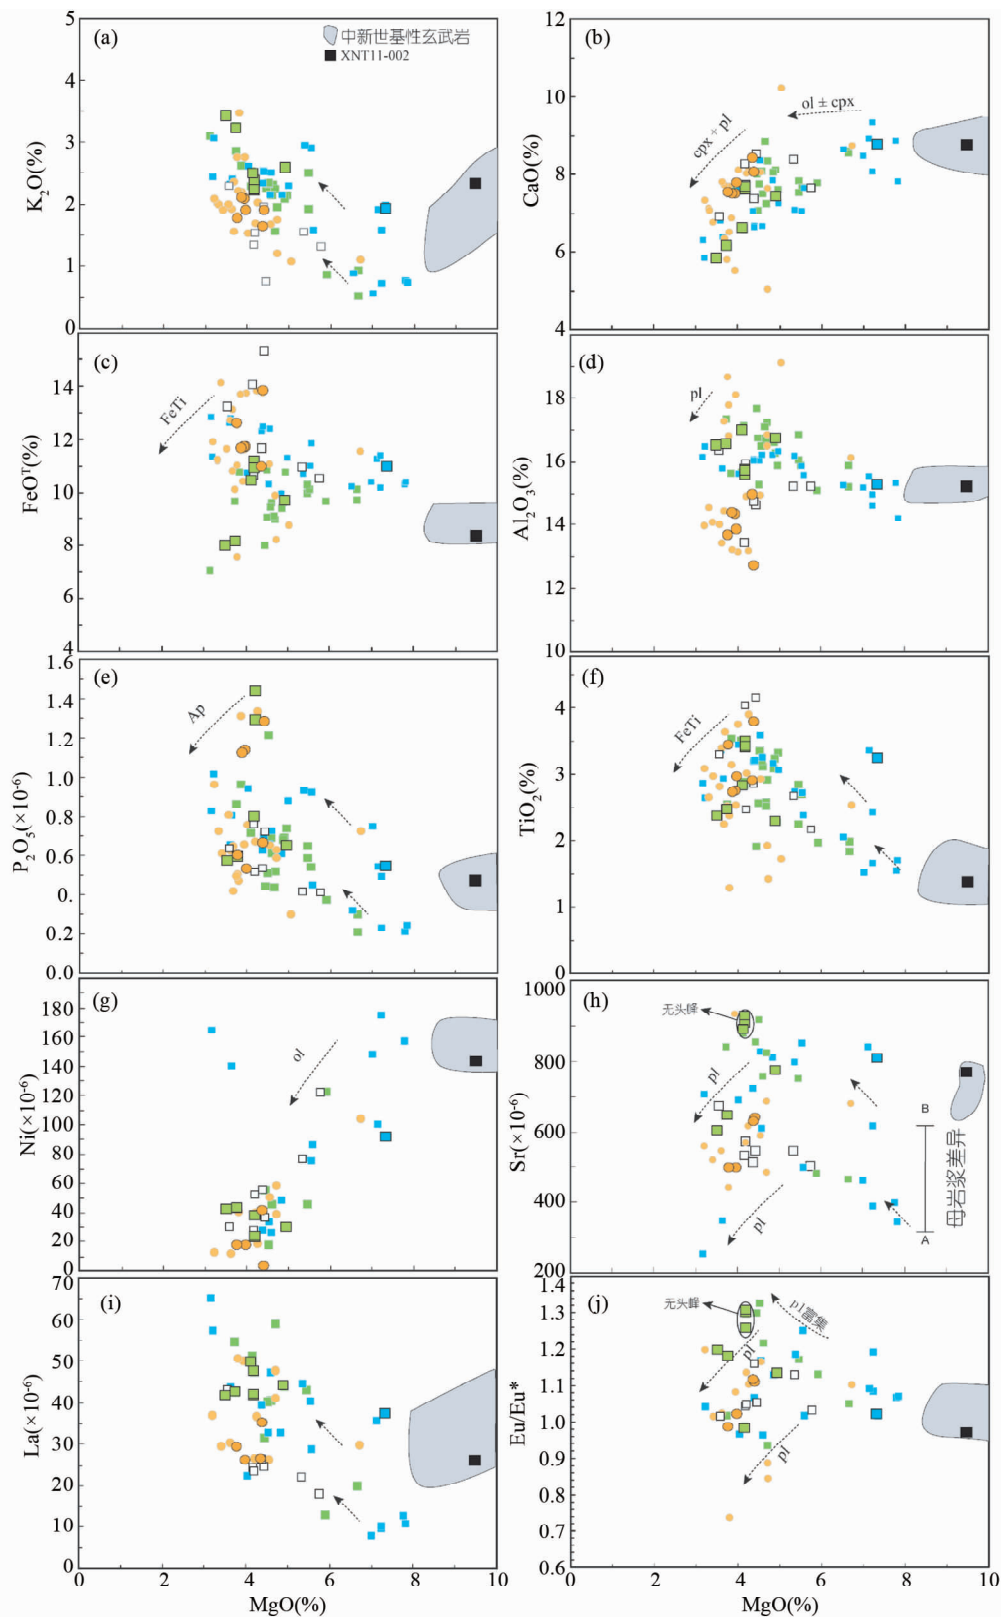 (a)
中新世基性玄武岩
XNT11-002
K₂O(%)
5
4
3
2
1
0
(b)
ol ± cpx
cpx + pl
CaO(%)
10
8
6
4
(c)
FeTi
FeOᵀ(%)
14
12
10
8
6
4
(d)
pl
Al₂O₃(%)
20
18
16
14
12
10
(e)
Ap
P₂O₅(×10⁻⁶)
1.6
1.4
1.2
1.0
0.8
0.6
0.
0.2
0.0
(f)
FeTi
TiO₂(%)
4
3
2
1
0
(g)
ol
Ni(×10⁻⁶)
180
160
140
120
100
80
60
40
20
0
(h)
无头峰
pl
pl
B
A
母岩浆差异
Sr(×10⁻⁶)
1000
800
600
400
200
(i)
La(×10⁻⁶)
70
60
50
40
30
20
10
0
0 2 4 6 8 10
MgO(%)
(j)
无头峰
pl富集
pl
pl
Eu/Eu*
1.4
1.3
1.2
1.1
1.0
0.9
0.8
0.7
0.6
0 2 4 6 8 10
MgO(%)